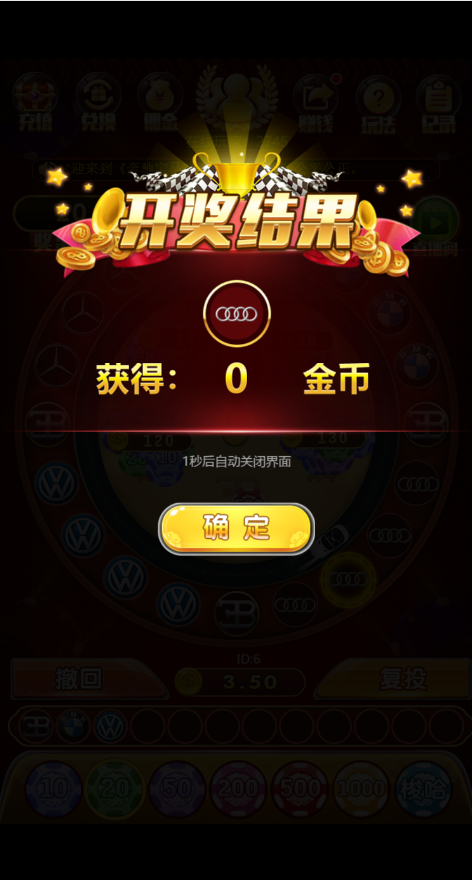 充值 兑换 佣金 赚钱 玩法 记录
开奖结果
获得： 0 金币
120 130
1秒后自动关闭界面
确定
ID:6
撤回 3.50 复投
10 20 50 200 500 1000 梭哈